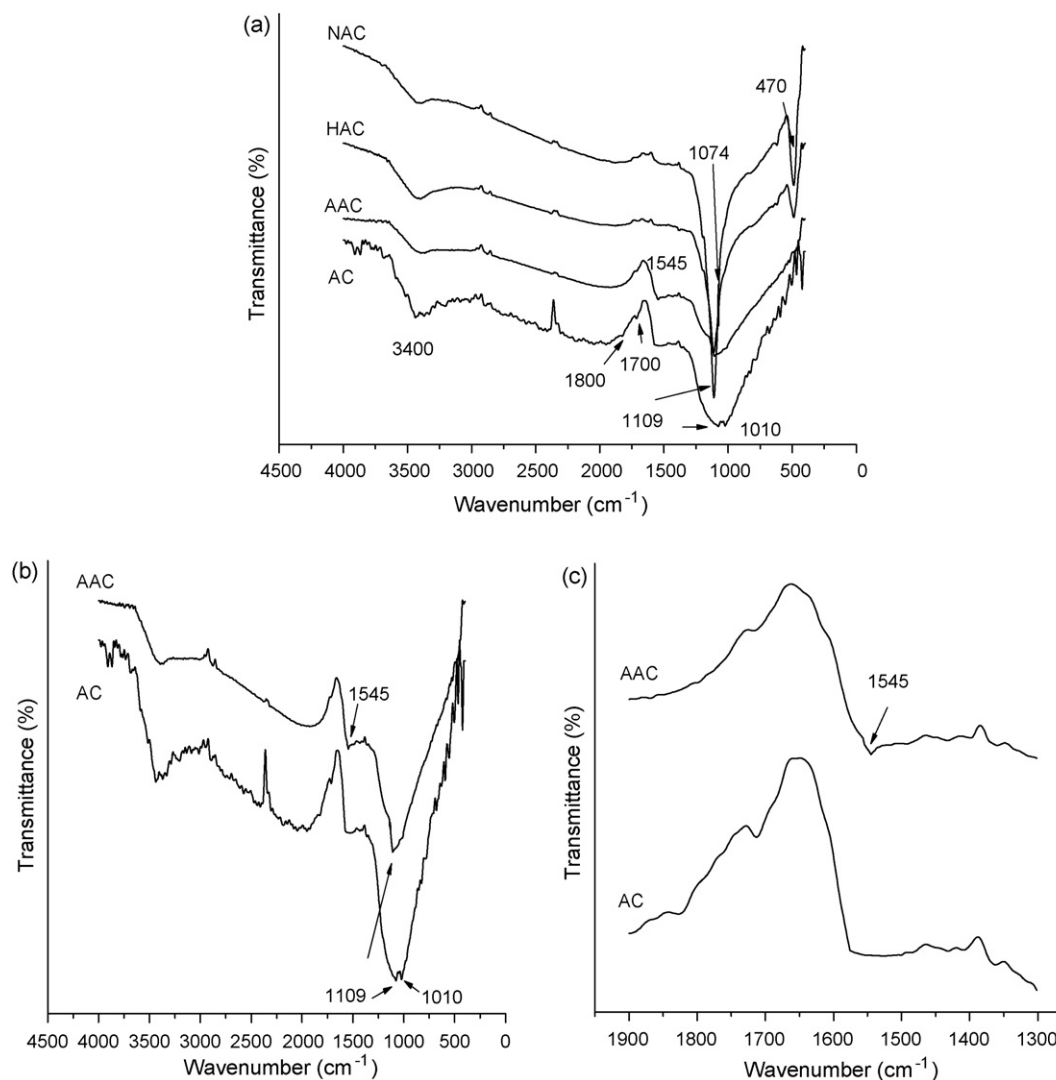 (a)
NAC
HAC
AAC
AC
470
1074
1545
3400
1800
1700
1109
1010
Transmittance (%)
4500 4000 3500 3000 2500 2000 1500 1000 500 0
Wavenumber (cm⁻¹)
(b)
AAC
AC
1545
1109
1010
Transmittance (%)
4500 4000 3500 3000 2500 2000 1500 1000 500 0
Wavenumber (cm⁻¹)
(c)
AAC
1545
AC
Transmittance (%)
1900 1800 1700 1600 1500 1400 1300
Wavenumber (cm⁻¹)